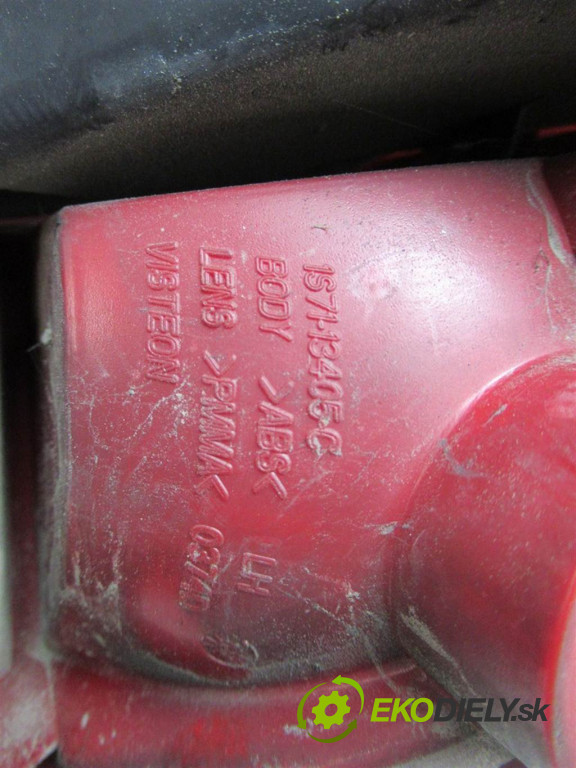 1S71-13405-C
BODY >ABS< LH
LENS >PMMA<
VISTEON
EKODIELY.sk